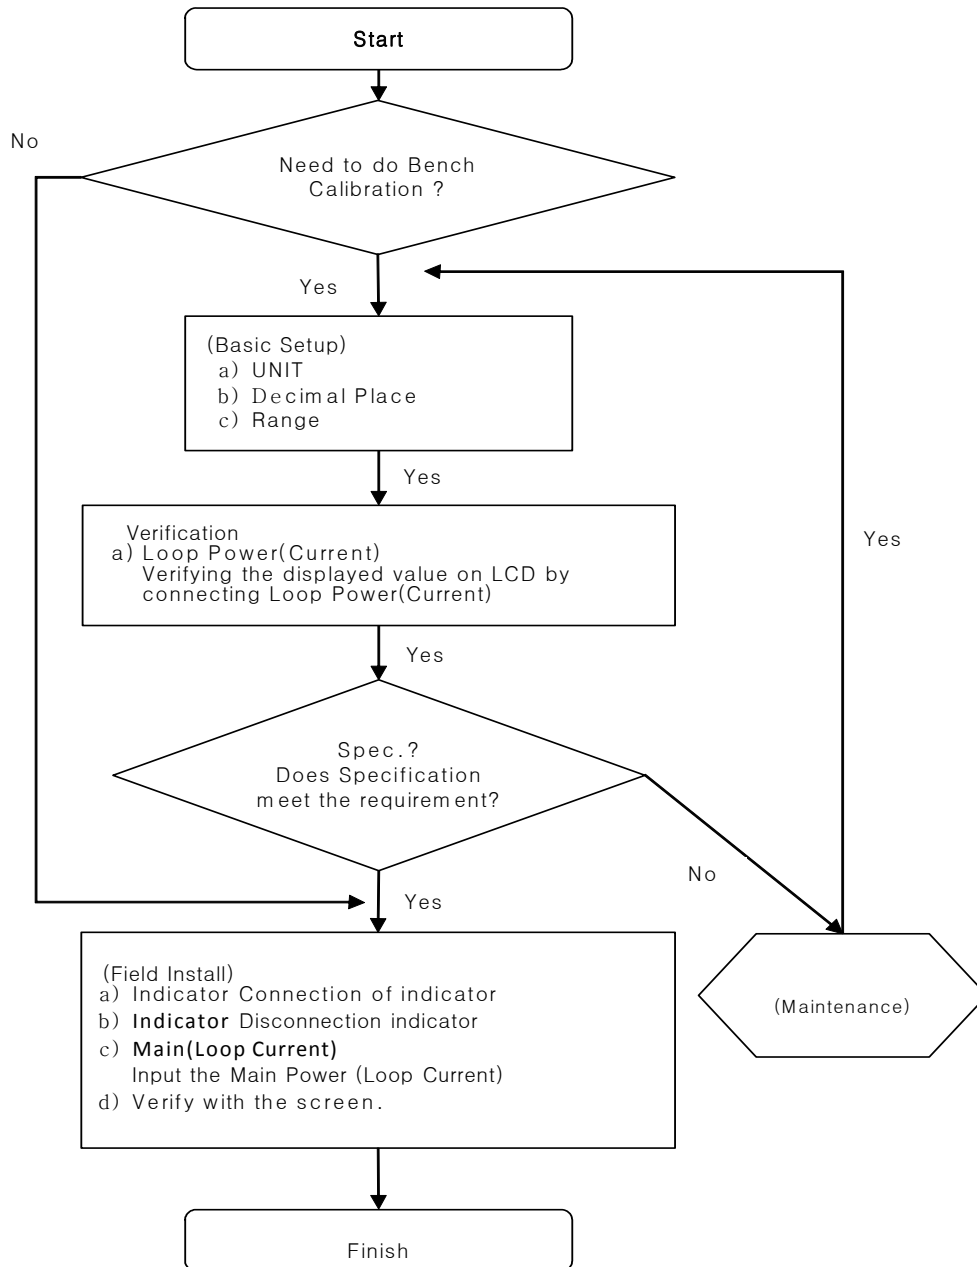 Start
No
Need to do Bench
Calibration ?
Yes
(Basic Setup)
a) UNIT
b) Decimal Place
c) Range
Yes
Verification
a) Loop Power(Current)
Verifying the displayed value on LCD by
connecting Loop Power(Current)
Yes
Yes
Spec.?
Does Specification
meet the requirement?
No
Yes
(Field Install)
a) Indicator Connection of indicator
b) Indicator Disconnection indicator
c) Main(Loop Current)
Input the Main Power (Loop Current)
d) Verify with the screen.
(Maintenance)
Finish